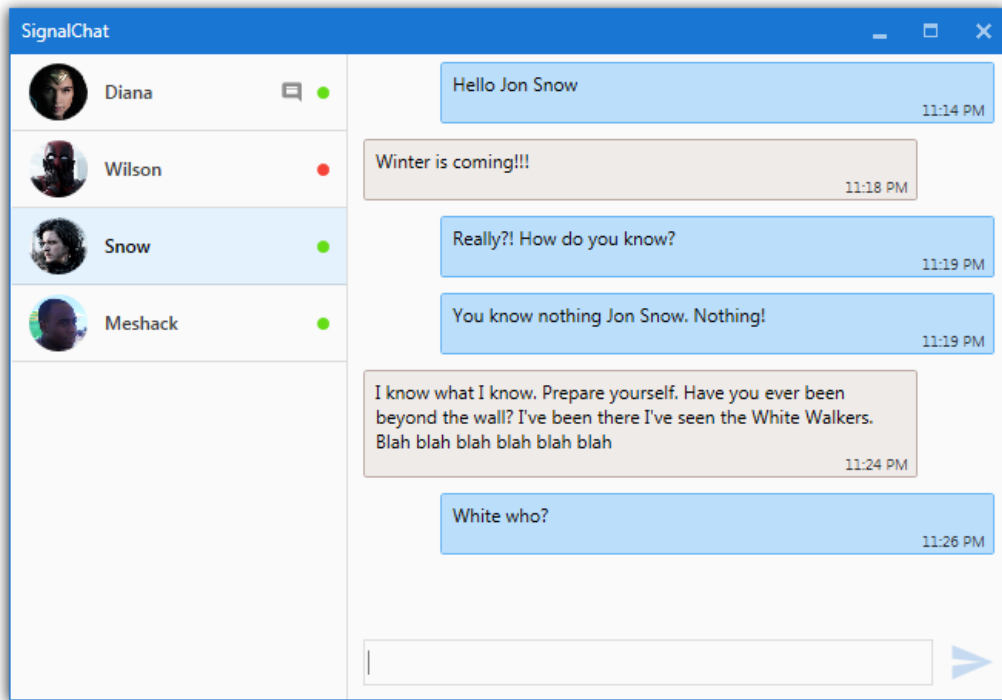 SignalChat
Diana
Wilson
Snow
Meshack
Hello Jon Snow
11:14 PM
Winter is coming!!!
11:18 PM
Really?! How do you know?
11:19 PM
You know nothing Jon Snow. Nothing!
11:19 PM
I know what I know. Prepare yourself. Have you ever been
beyond the wall? I've been there I've seen the White Walkers.
Blah blah blah blah blah blah
11:24 PM
White who?
11:26 PM